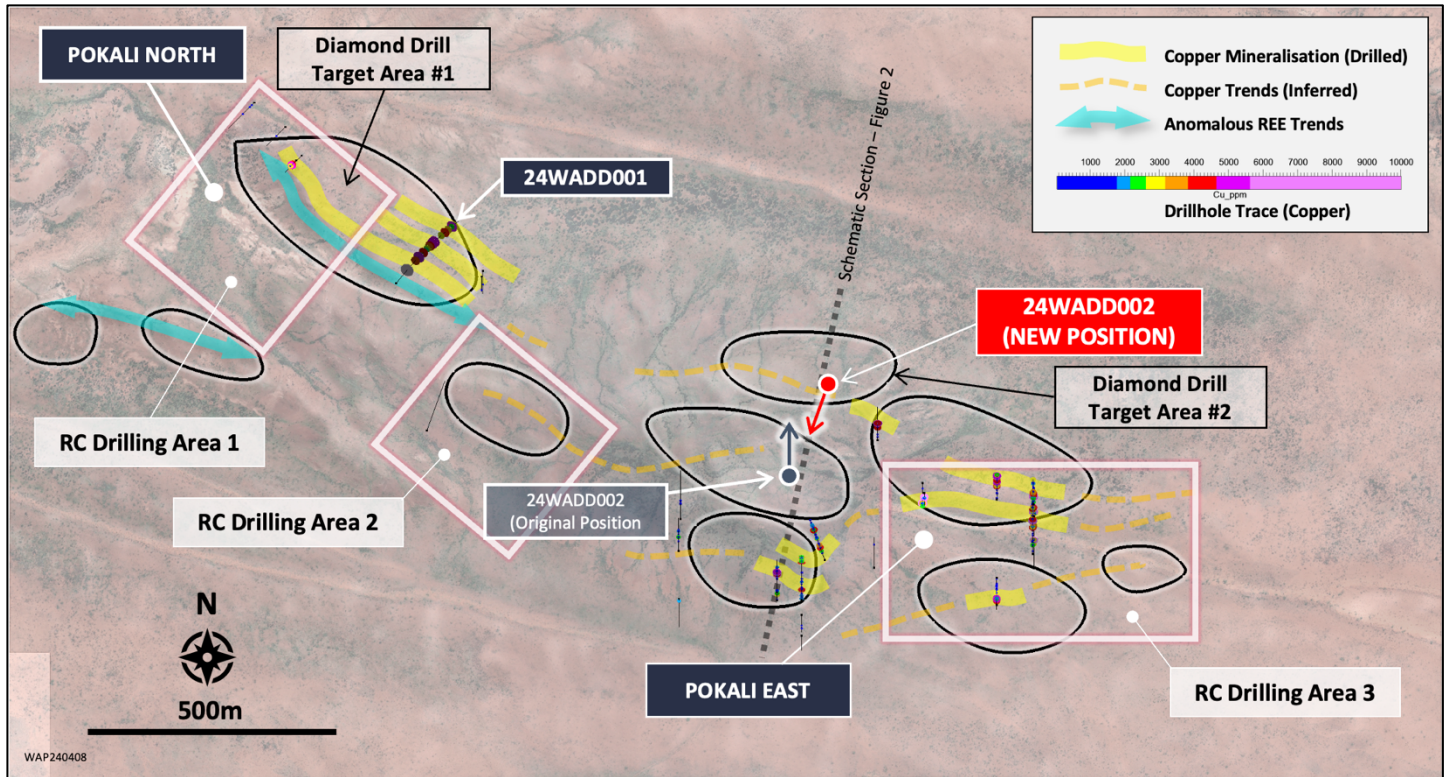 POKALI NORTH
Diamond Drill
Target Area #1
24WADD001
Schematic Section – Figure 2
Copper Mineralisation (Drilled)
Copper Trends (Inferred)
Anomalous REE Trends
1000 2000 3000 4000 5000 6000 7000 8000 9000 10000
Cu_ppm
Drillhole Trace (Copper)
24WADD002
(NEW POSITION)
Diamond Drill
Target Area #2
RC Drilling Area 1
RC Drilling Area 2
24WADD002
(Original Position
N
500m
POKALI EAST
RC Drilling Area 3
WAP240408